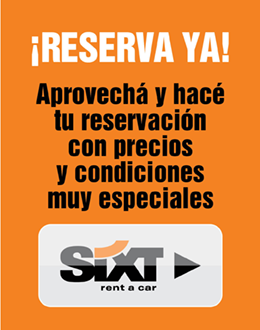 ¡RESERVA YA!
Aprovechá y hacé
tu reservación
con precios
y condiciones
muy especiales
SIXT
rent a car